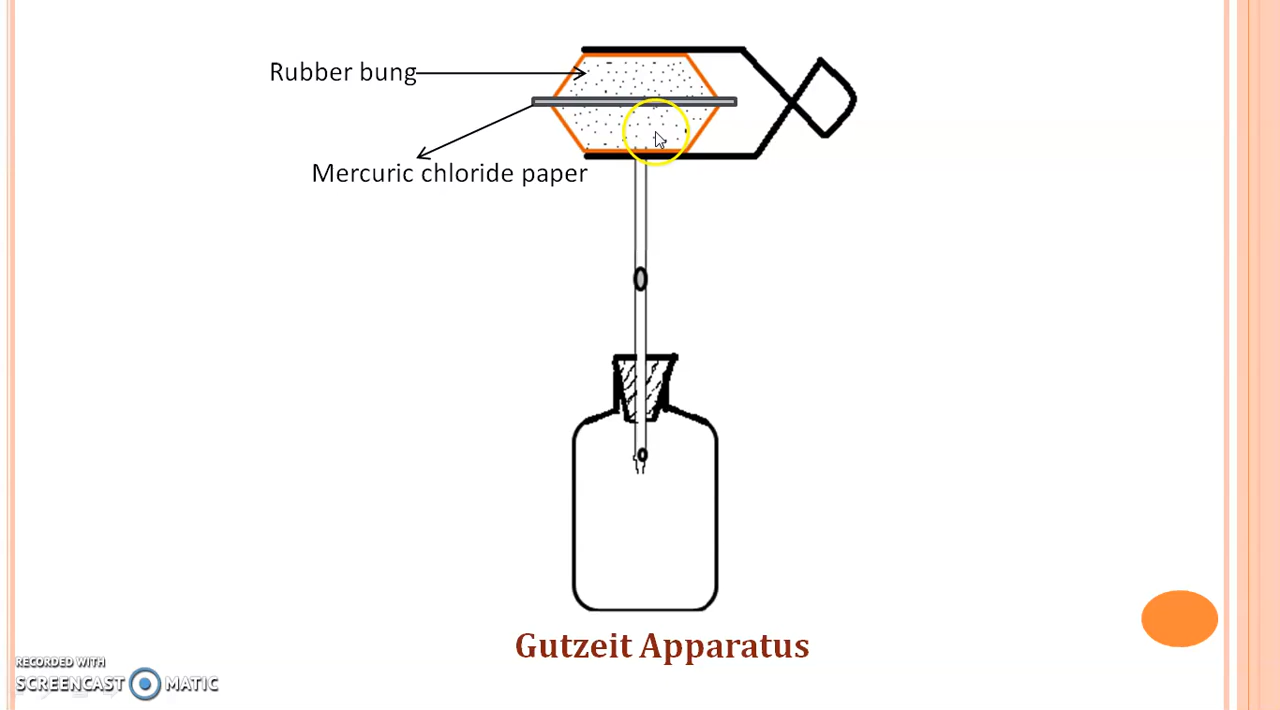 Rubber bung
Mercuric chloride paper
Gutzeit Apparatus
RECORDED WITH
SCREENCAST MATIC